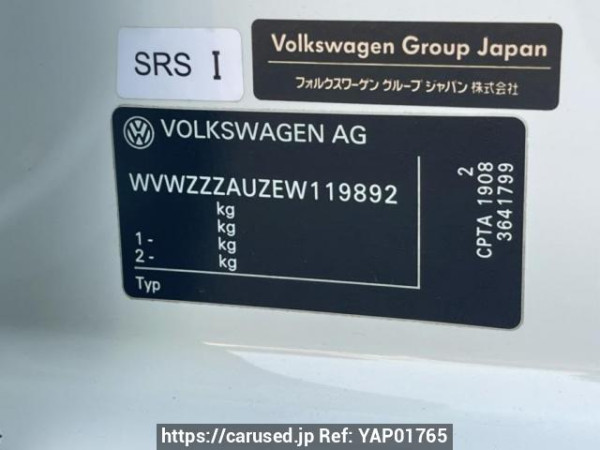 SRS I
Volkswagen Group Japan
フォルクスワーゲン グループ ジャパン 株式会社
VOLKSWAGEN AG
WVWZZZAUZEW119892
kg
kg
1- kg
2- kg
Typ
2
CPTA 1908
3641799
https://carused.jp Ref: YAP01765